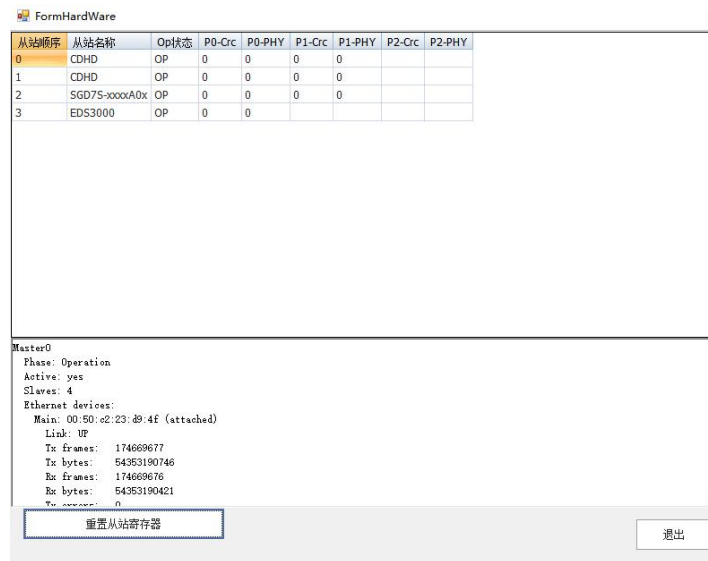 FormHardWare
从站顺序 从站名称 Op状态 P0-Crc P0-PHY P1-Crc P1-PHY P2-Crc P2-PHY
0 CDHD OP 0 0 0 0
1 CDHD OP 0 0 0 0
2 SGD7S-xxxxA0x OP 0 0 0 0
3 EDS3000 OP 0 0
Master0
Phase: Operation
Active: yes
Slaves: 4
Ethernet devices:
Main: 00:50:c2:23:d9:4f (attached)
Link: UP
Tx frames: 174669677
Tx bytes: 54353190746
Rx frames: 174669676
Rx bytes: 54353190421
Tx errors: 0
重置从站寄存器
退出